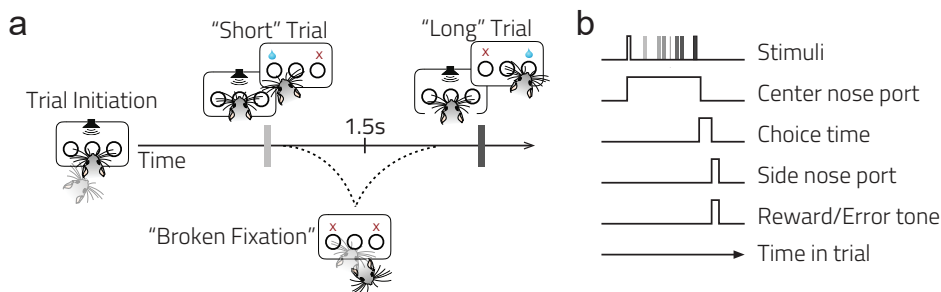 a
"Short" Trial
"Long" Trial
x
x
Trial Initiation
1.5s
Time
"Broken Fixation"
x
x
b
Stimuli
Center nose port
Choice time
Side nose port
Reward/Error tone
Time in trial